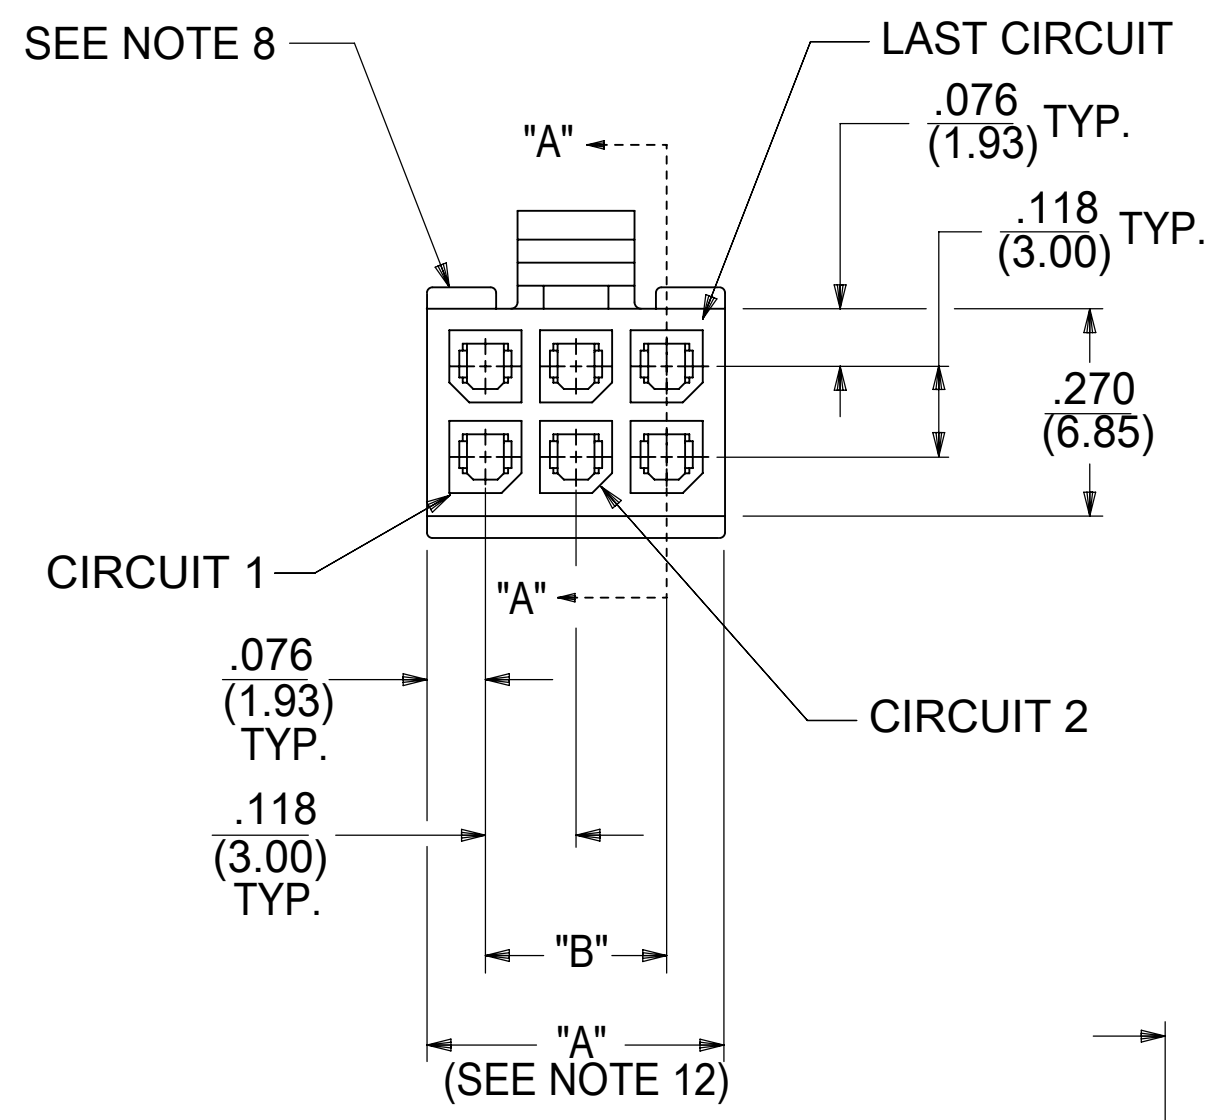 SEE NOTE 8
LAST CIRCUIT
.076
(1.93) TYP.
"A"
.118
(3.00) TYP.
.270
(6.85)
CIRCUIT 1
"A"
.076
(1.93)
TYP.
CIRCUIT 2
.118
(3.00)
TYP.
"B"
"A"
(SEE NOTE 12)